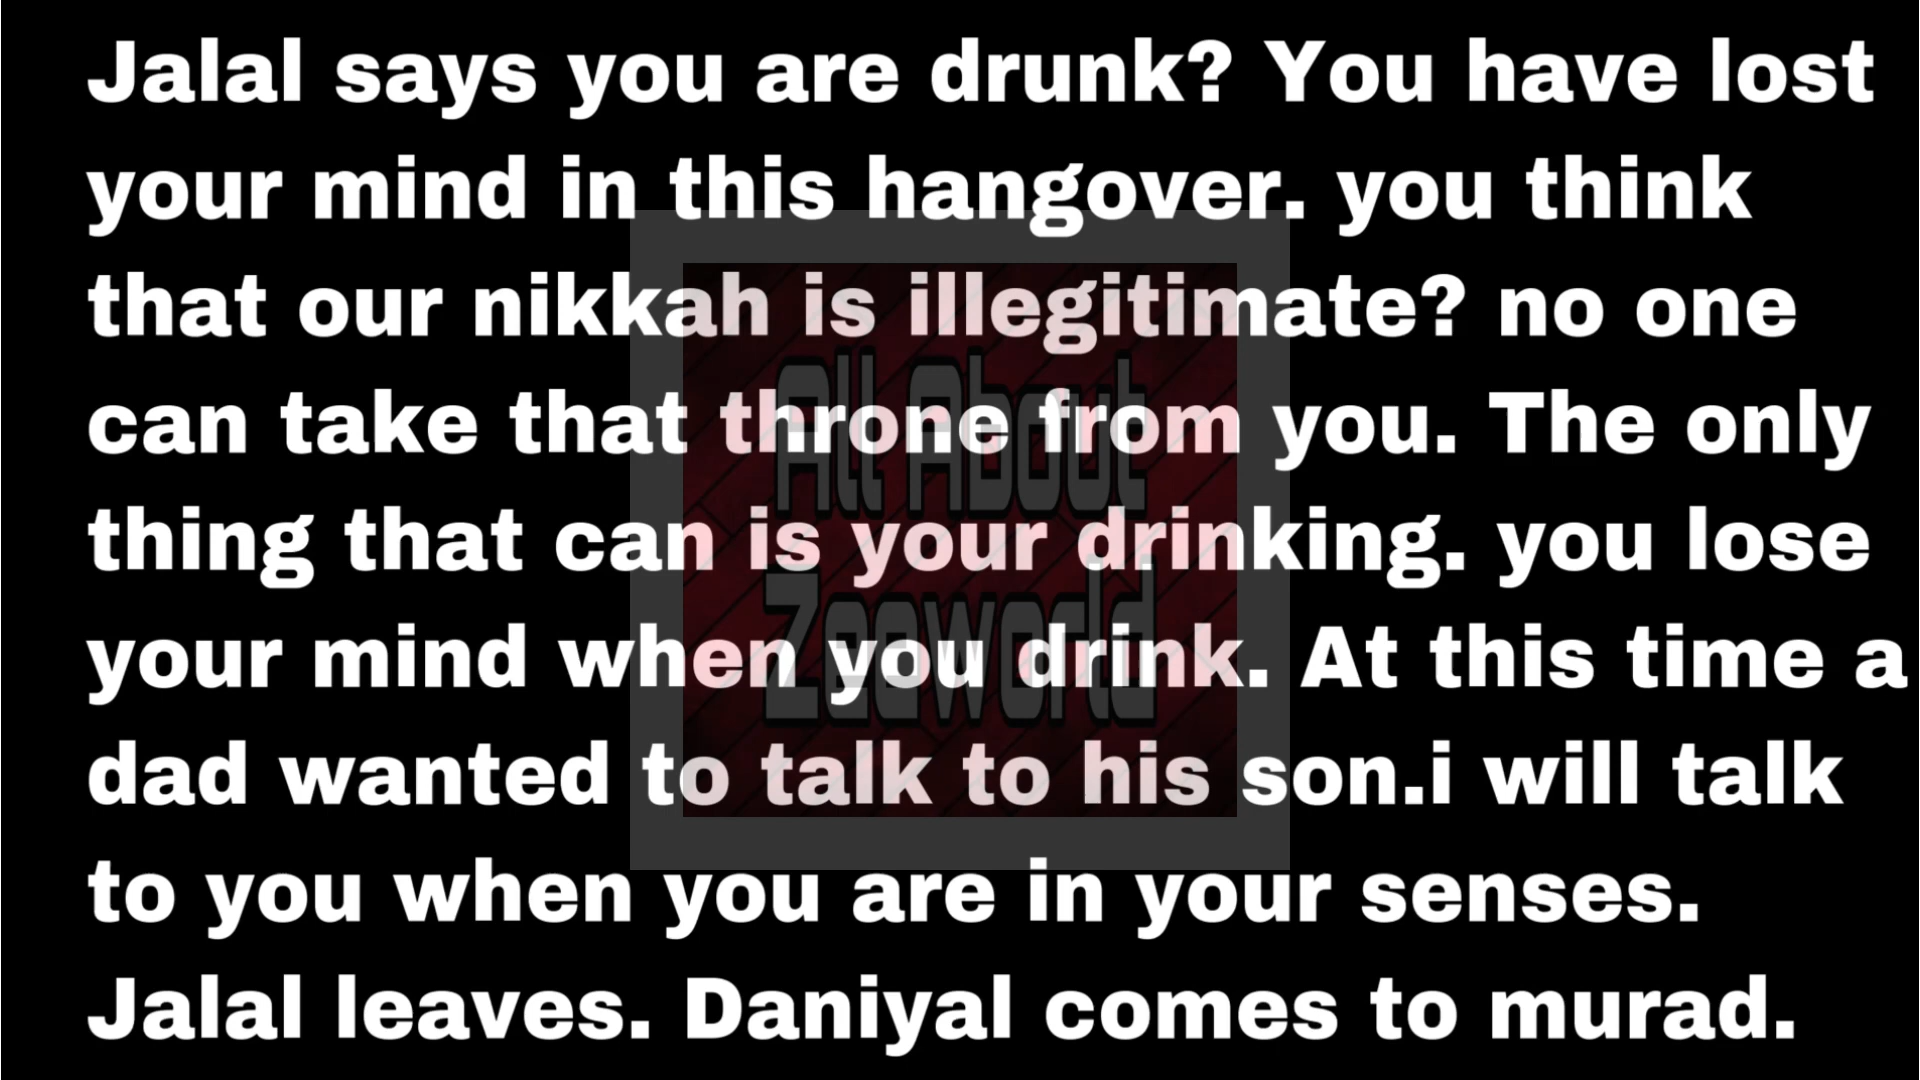 Jalal says you are drunk? You have lost
your mind in this hangover. you think
that our nikkah is illegitimate? no one
can take that throne from you. The only
thing that can is your drinking. you lose
your mind when you drink. At this time a
dad wanted to talk to his son.i will talk
to you when you are in your senses.
Jalal leaves. Daniyal comes to murad.
All About
Zeeworld